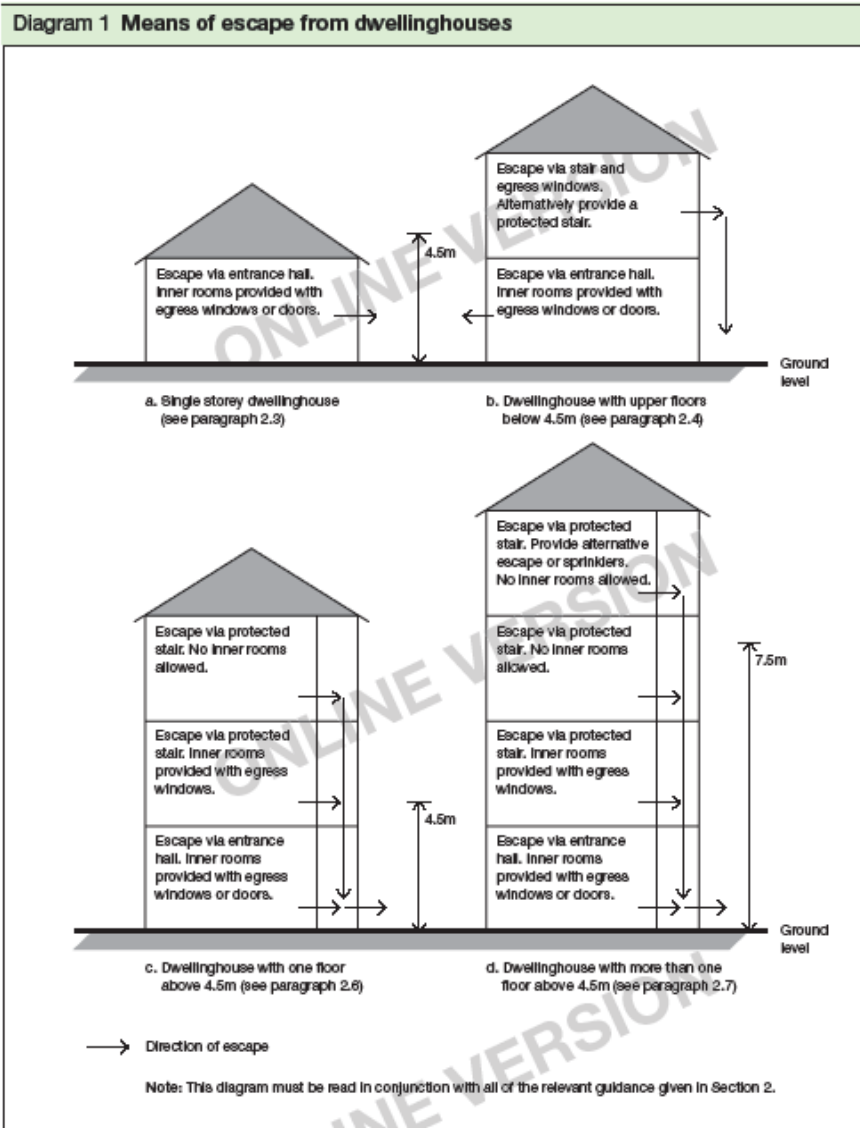 Diagram 1 Means of escape from dwellinghouses
Escape via entrance hall.
Inner rooms provided with
egress windows or doors.
4.5m
Escape via stair and
egress windows.
Alternatively provide a
protected stair.
Escape via entrance hall.
Inner rooms provided with
egress windows or doors.
Ground
level
a. Single storey dwellinghouse
(see paragraph 2.3)
b. Dwellinghouse with upper floors
below 4.5m (see paragraph 2.4)
Escape via protected
stair. No inner rooms
allowed.
Escape via protected
stair. Inner rooms
provided with egress
windows.
Escape via entrance
hall. Inner rooms
provided with egress
windows or doors.
4.5m
Escape via protected
stair. Provide alternative
escape or sprinklers.
No inner rooms allowed.
Escape via protected
stair. No inner rooms
allowed.
Escape via protected
stair. Inner rooms
provided with egress
windows.
Escape via entrance
hall. Inner rooms
provided with egress
windows or doors.
7.5m
Ground
level
c. Dwellinghouse with one floor
above 4.5m (see paragraph 2.6)
d. Dwellinghouse with more than one
floor above 4.5m (see paragraph 2.7)
Direction of escape
Note: This diagram must be read in conjunction with all of the relevant guidance given in Section 2.
ONLINE VERSION
ONLINE VERSION
NE VERSION